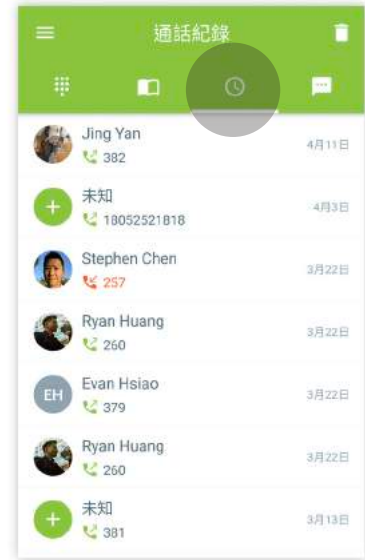 通話紀錄
Jing Yan
382
4月11日
未知
18052521818
4月3日
Stephen Chen
257
3月22日
Ryan Huang
260
3月22日
EH
Evan Hsiao
379
3月22日
Ryan Huang
260
3月22日
未知
381
3月13日